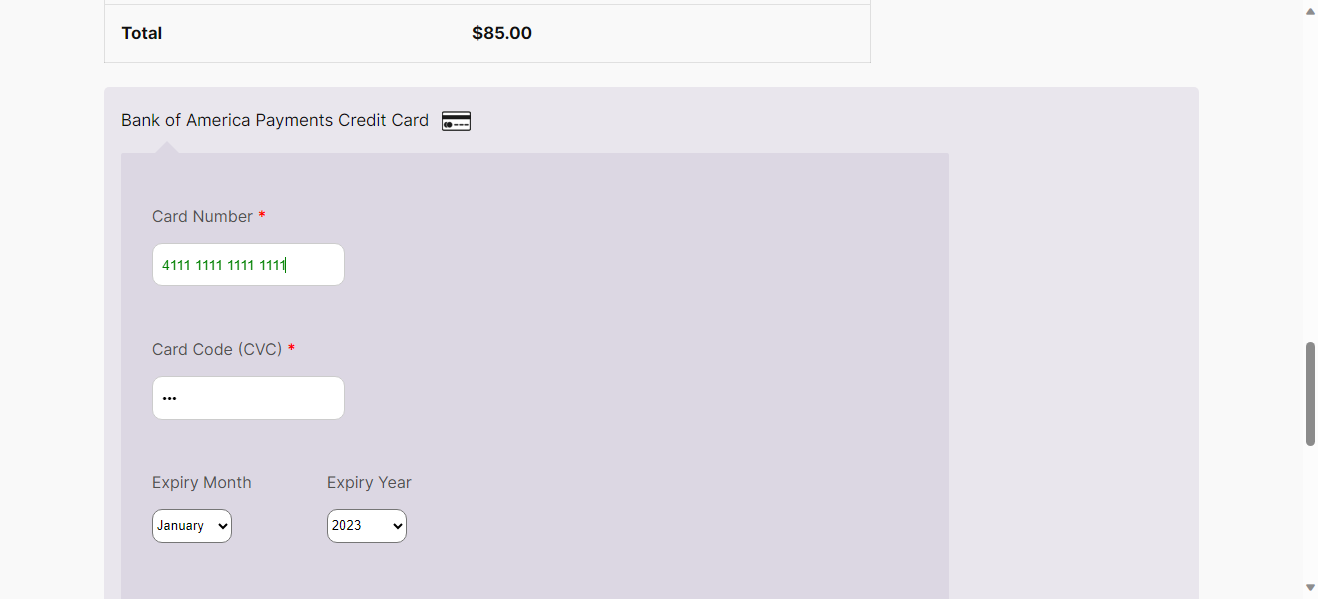 Total $85.00
Bank of America Payments Credit Card
Card Number *
4111 1111 1111 1111
Card Code (CVC) *
•••
Expiry Month Expiry Year
January 2023